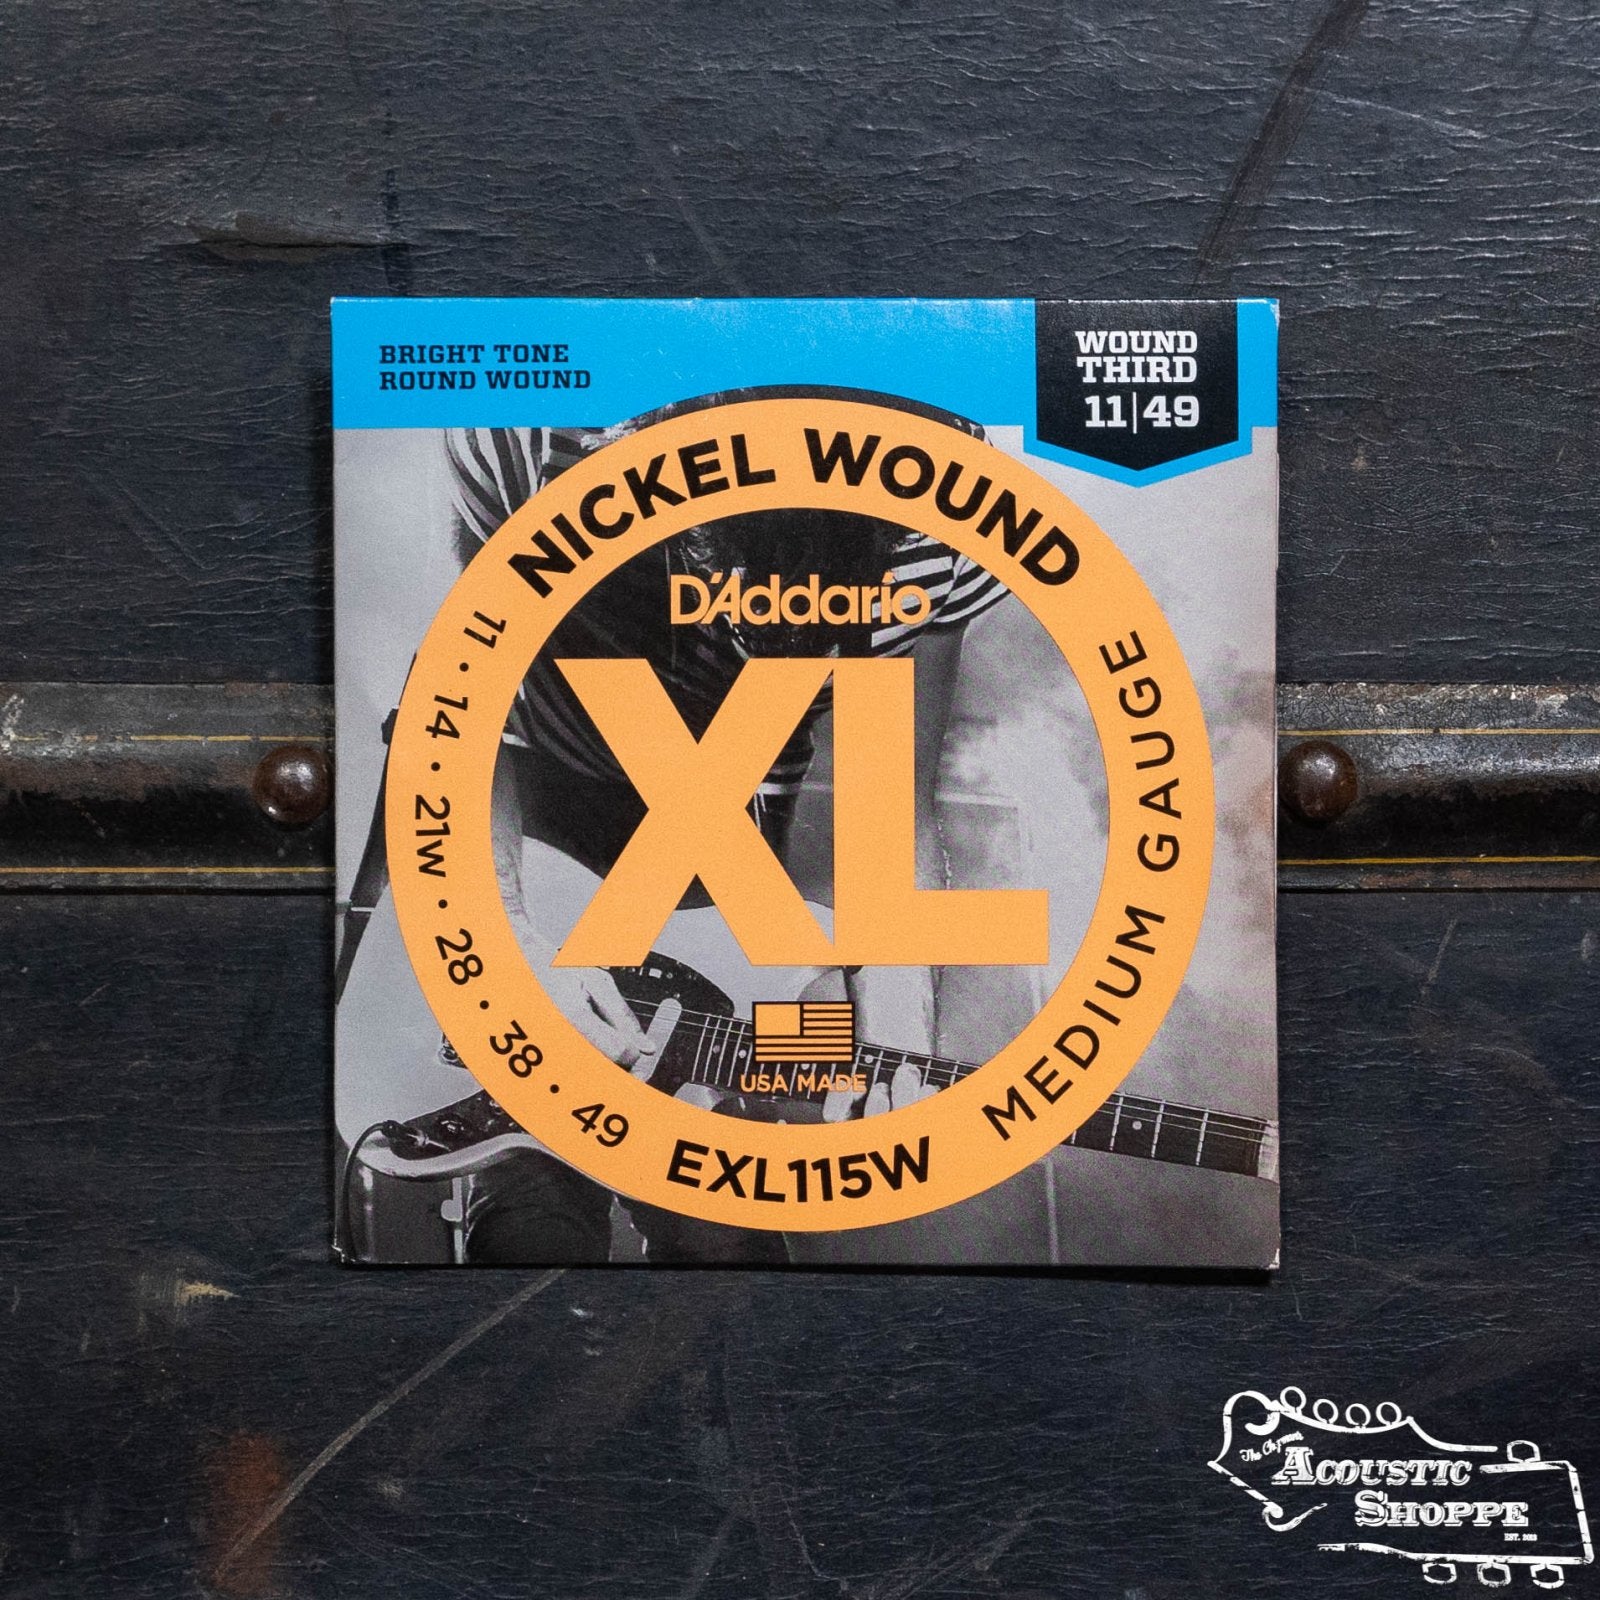 BRIGHT TONE
ROUND WOUND
WOUND
THIRD
11|49
NICKEL WOUND
D'Addario
XL
USA MADE
11 · 14 · 21w · 28 · 38 · 49
EXL115W
MEDIUM GAUGE
ACOUSTIC
SHOPPE